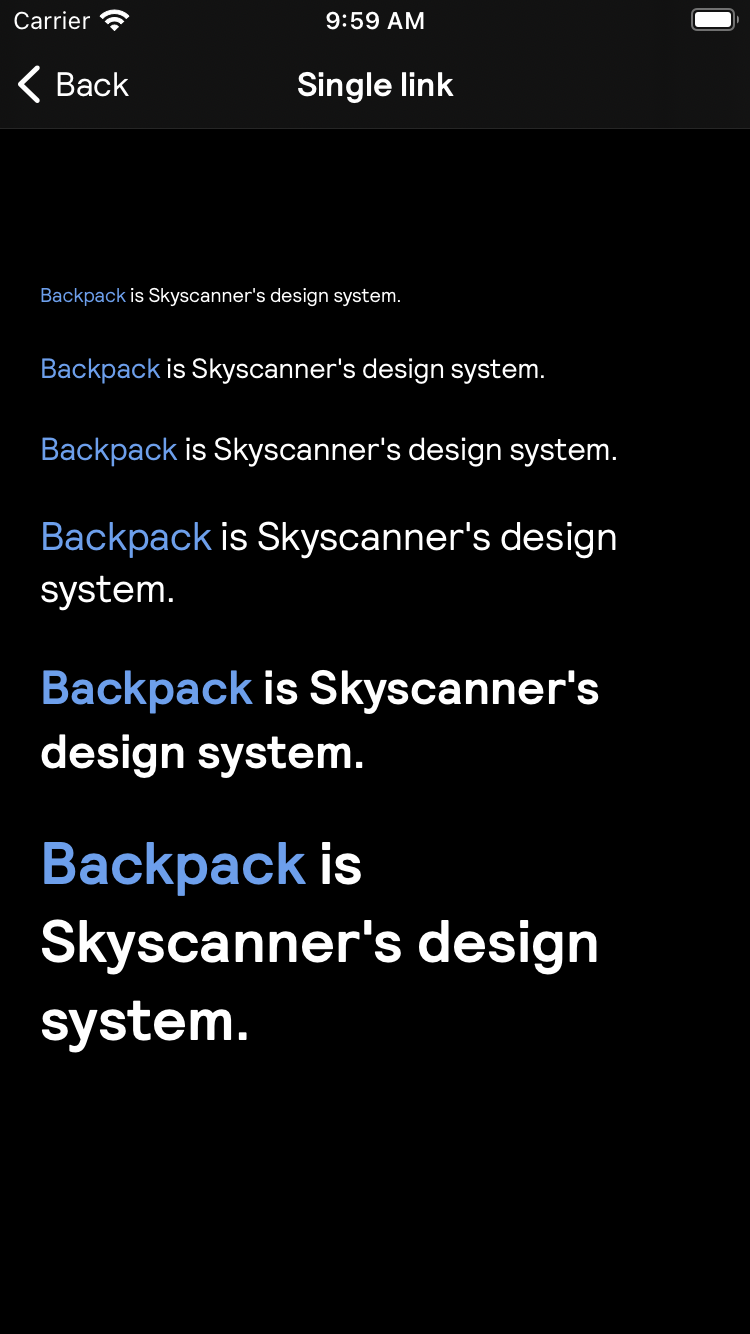 Carrier 9:59 AM
Back Single link
Backpack is Skyscanner's design system.
Backpack is Skyscanner's design system.
Backpack is Skyscanner's design system.
Backpack is Skyscanner's design
system.
Backpack is Skyscanner's
design system.
Backpack is
Skyscanner's design
system.